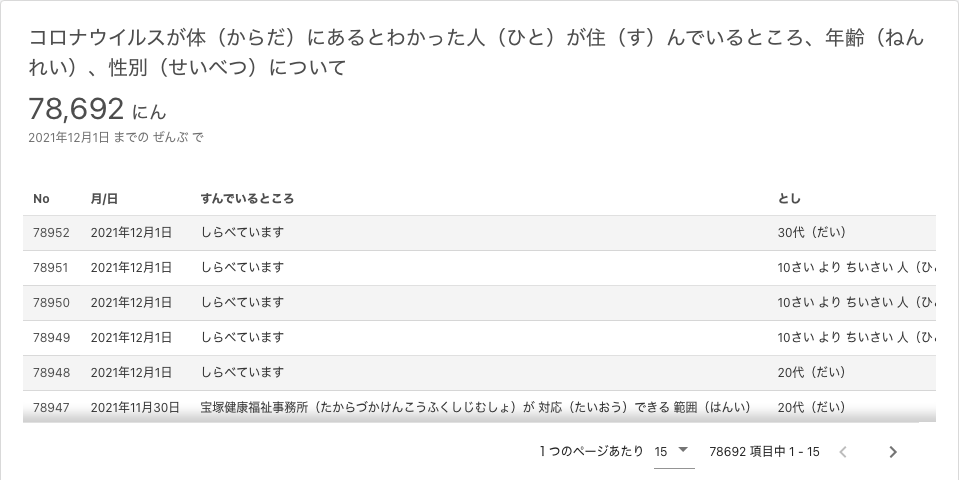 コロナウイルスが体（からだ）にあるとわかった人（ひと）が住（す）んでいるところ、年齢（ねん
れい）、性別（せいべつ）について
78,692 にん
2021年12月1日 までの ぜんぶ で
No 月/日 すんでいるところ とし
78952 2021年12月1日 しらべています 30代（だい）
78951 2021年12月1日 しらべています 10さい より ちいさい 人（ひ
78950 2021年12月1日 しらべています 10さい より ちいさい 人（ひ
78949 2021年12月1日 しらべています 10さい より ちいさい 人（ひ
78948 2021年12月1日 しらべています 20代（だい）
78947 2021年11月30日 宝塚健康福祉事務所（たからづかけんこうふくしじむしょ）が 対応（たいおう）できる 範囲（はんい） 20代（だい）
1 つのページあたり 15 78692 項目中 1 - 15